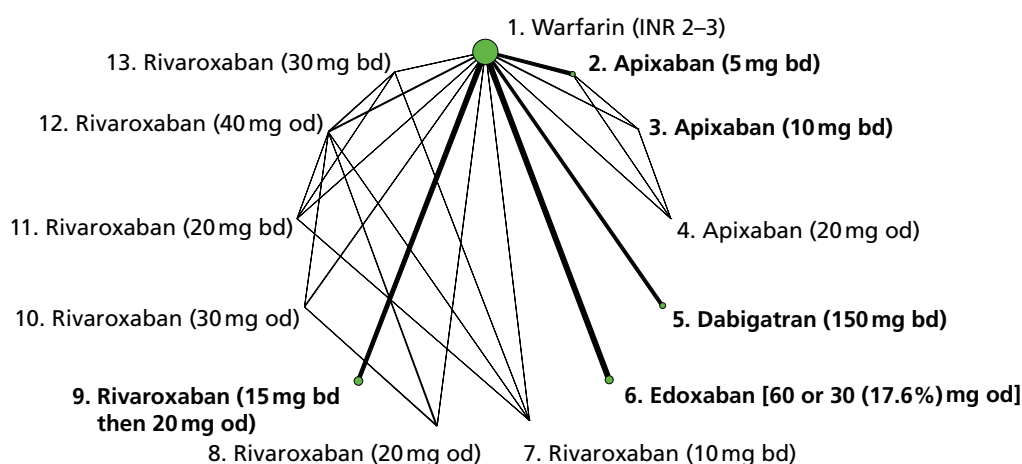 1. Warfarin (INR 2–3)
2. Apixaban (5 mg bd)
3. Apixaban (10 mg bd)
4. Apixaban (20 mg od)
5. Dabigatran (150 mg bd)
6. Edoxaban [60 or 30 (17.6%) mg od]
7. Rivaroxaban (10 mg bd)
8. Rivaroxaban (20 mg od)
9. Rivaroxaban (15 mg bd
then 20 mg od)
10. Rivaroxaban (30 mg od)
11. Rivaroxaban (20 mg bd)
12. Rivaroxaban (40 mg od)
13. Rivaroxaban (30 mg bd)